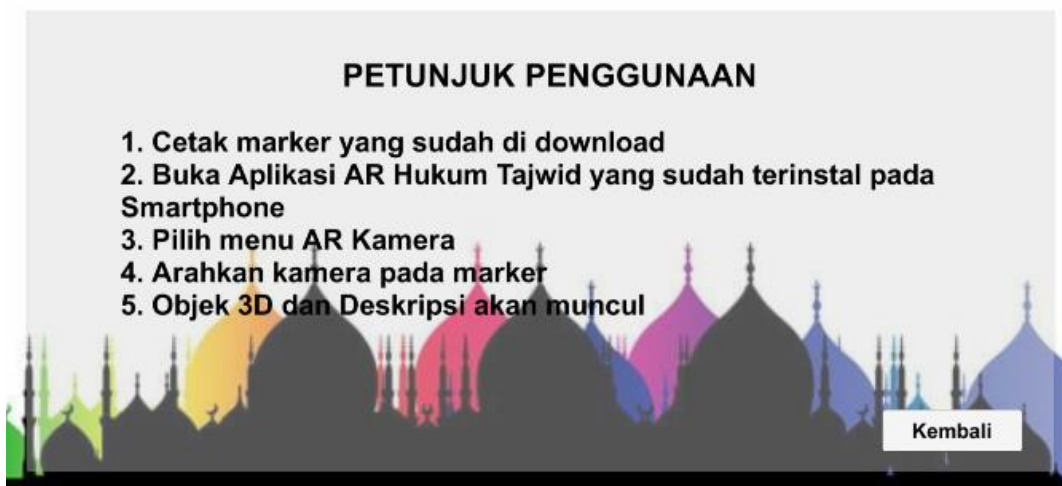 PETUNJUK PENGGUNAAN
1. Cetak marker yang sudah di download
2. Buka Aplikasi AR Hukum Tajwid yang sudah terinstal pada
Smartphone
3. Pilih menu AR Kamera
4. Arahkan kamera pada marker
5. Objek 3D dan Deskripsi akan muncul
Kembali